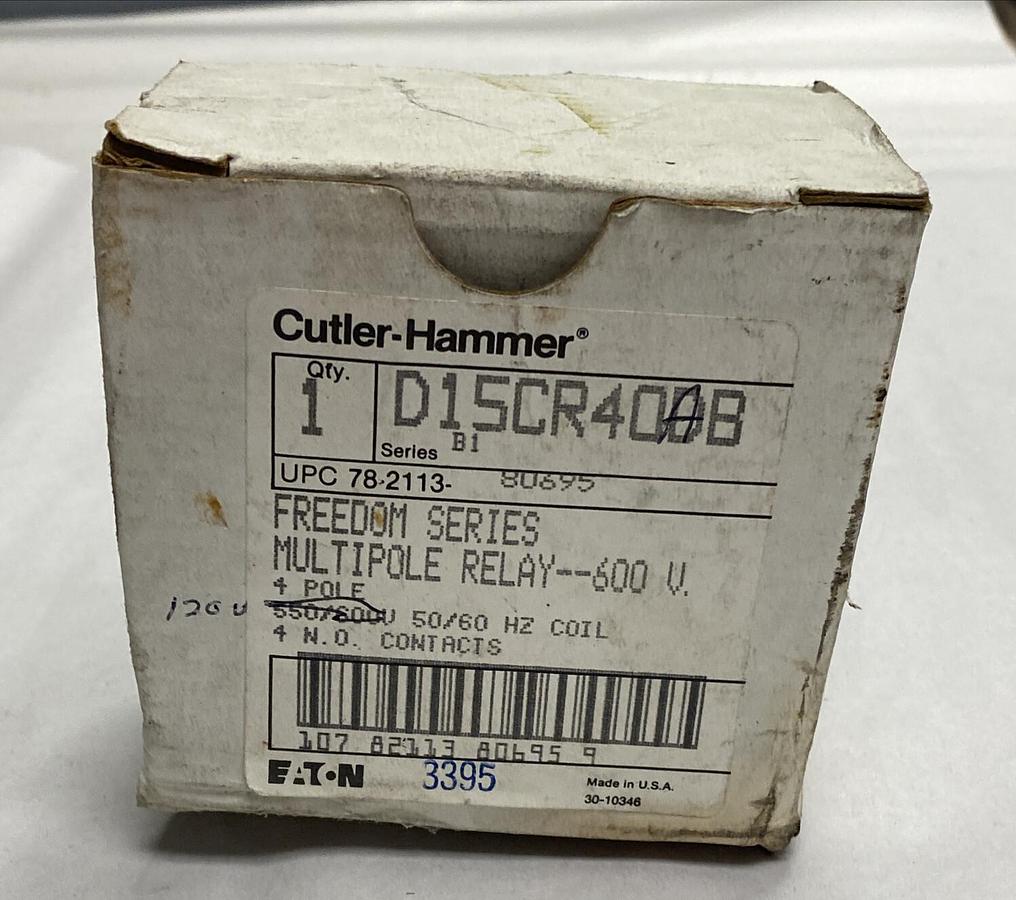 Cutler-Hammer®
Qty.
1
D15CR40AB
Series B1
UPC 78-2113- 80695
FREEDOM SERIES
MULTIPOLE RELAY--600 V.
4 POLE
120V 550/600V 50/60 HZ COIL
4 N.O. CONTACTS
107 82113 80695 9
EATON 3395
Made in U.S.A.
30-10346